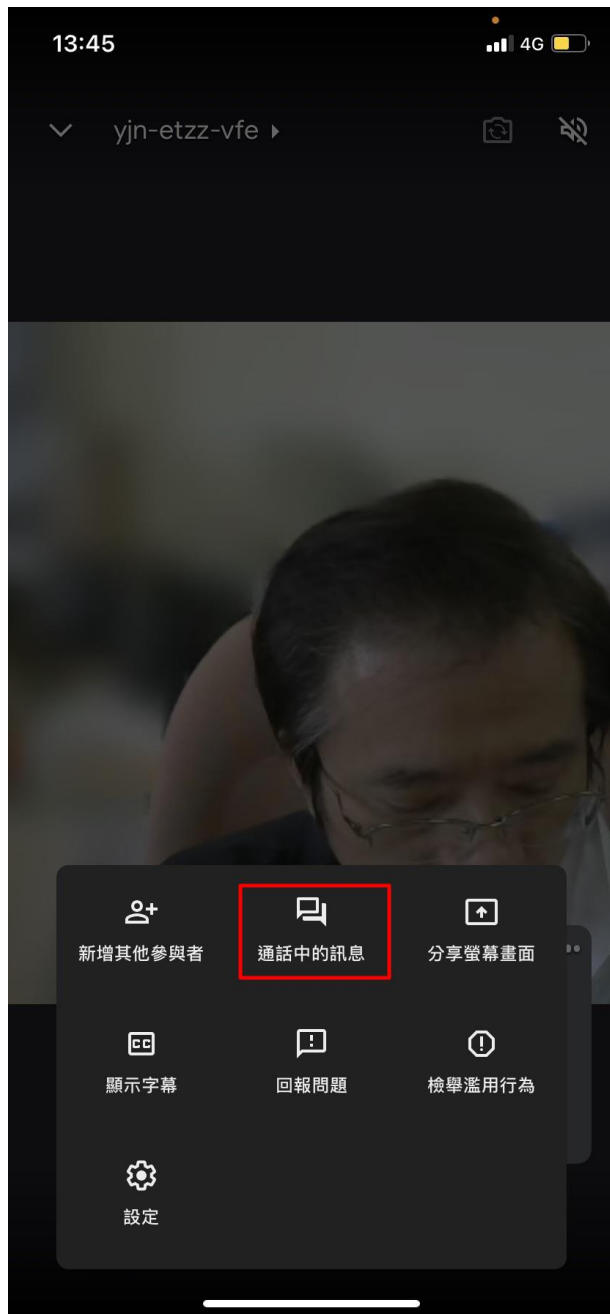 13:45
4G
yjn-etzz-vfe
新增其他參與者
通話中的訊息
分享螢幕畫面
CC
顯示字幕
回報問題
檢舉濫用行為
設定